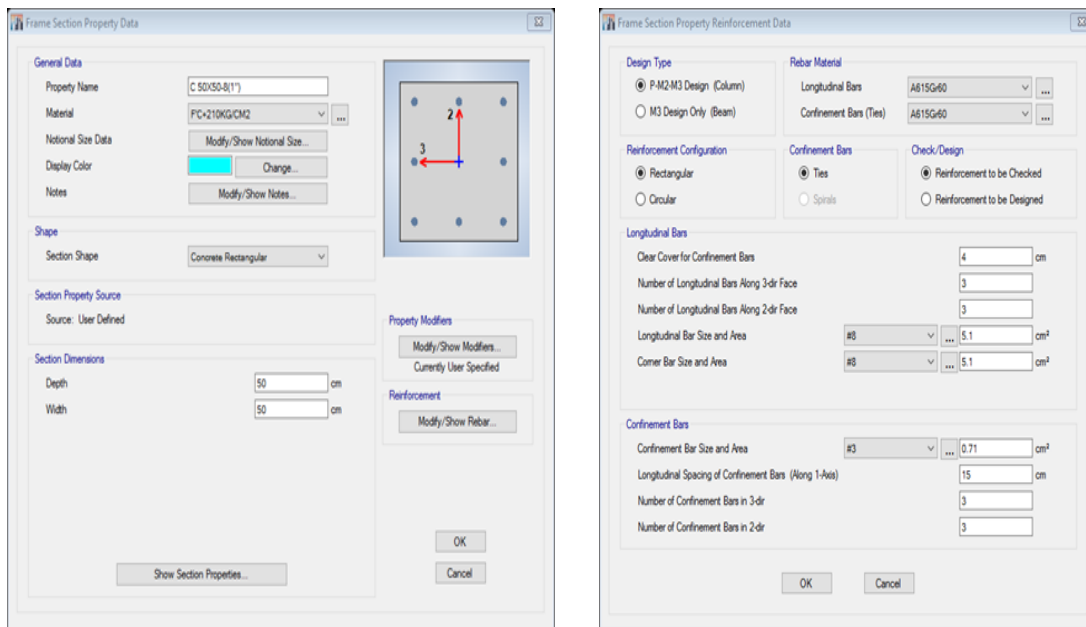 Frame Section Property Data
General Data
Property Name
C 50X50-8(1")
Material
F'C=210KG/CM2
...
Notional Size Data
Modify/Show Notional Size...
Display Color
Change...
Notes
Modify/Show Notes...
2
3
Shape
Section Shape
Concrete Rectangular
Section Property Source
Source: User Defined
Property Modifiers
Modify/Show Modifiers...
Currently User Specified
Section Dimensions
Depth
50
cm
Width
50
cm
Reinforcement
Modify/Show Rebar...
OK
Show Section Properties...
Cancel
Frame Section Property Reinforcement Data
Design Type
P-M2-M3 Design (Column)
M3 Design Only (Beam)
Rebar Material
Longitudinal Bars
A615Gr60
...
Confinement Bars (Ties)
A615Gr60
...
Reinforcement Configuration
Rectangular
Circular
Confinement Bars
Ties
Spirals
Check/Design
Reinforcement to be Checked
Reinforcement to be Designed
Longitudinal Bars
Clear Cover for Confinement Bars
4
cm
Number of Longitudinal Bars Along 3-dir Face
3
Number of Longitudinal Bars Along 2-dir Face
3
Longitudinal Bar Size and Area
#8
...
5.1
cm²
Corner Bar Size and Area
#8
...
5.1
cm²
Confinement Bars
Confinement Bar Size and Area
#3
...
0.71
cm²
Longitudinal Spacing of Confinement Bars (Along 1-Axis)
15
cm
Number of Confinement Bars in 3-dir
3
Number of Confinement Bars in 2-dir
3
OK
Cancel